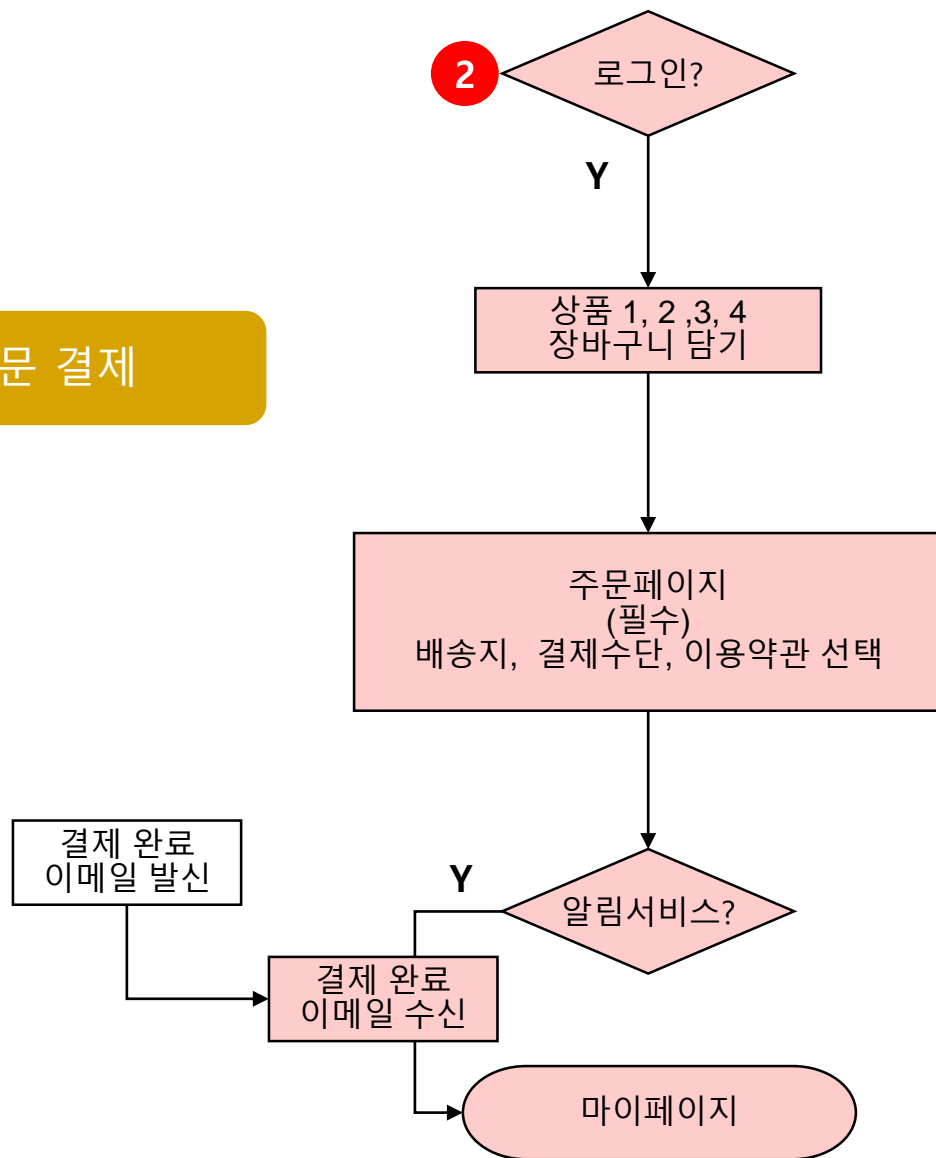 2
로그인?
Y
상품 1, 2 ,3, 4
장바구니 담기
문 결제
주문페이지
(필수)
배송지, 결제수단, 이용약관 선택
결제 완료
이메일 발신
Y
알림서비스?
결제 완료
이메일 수신
마이페이지